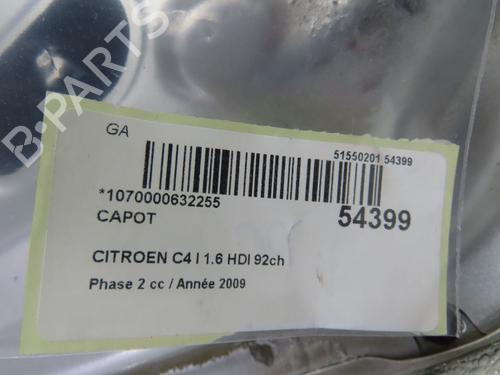 B-PARTS
GA
51550201 54399
*1070000632255
54399
CAPOT
CITROEN C4 I 1.6 HDI 92ch
Phase 2 cc / Année 2009